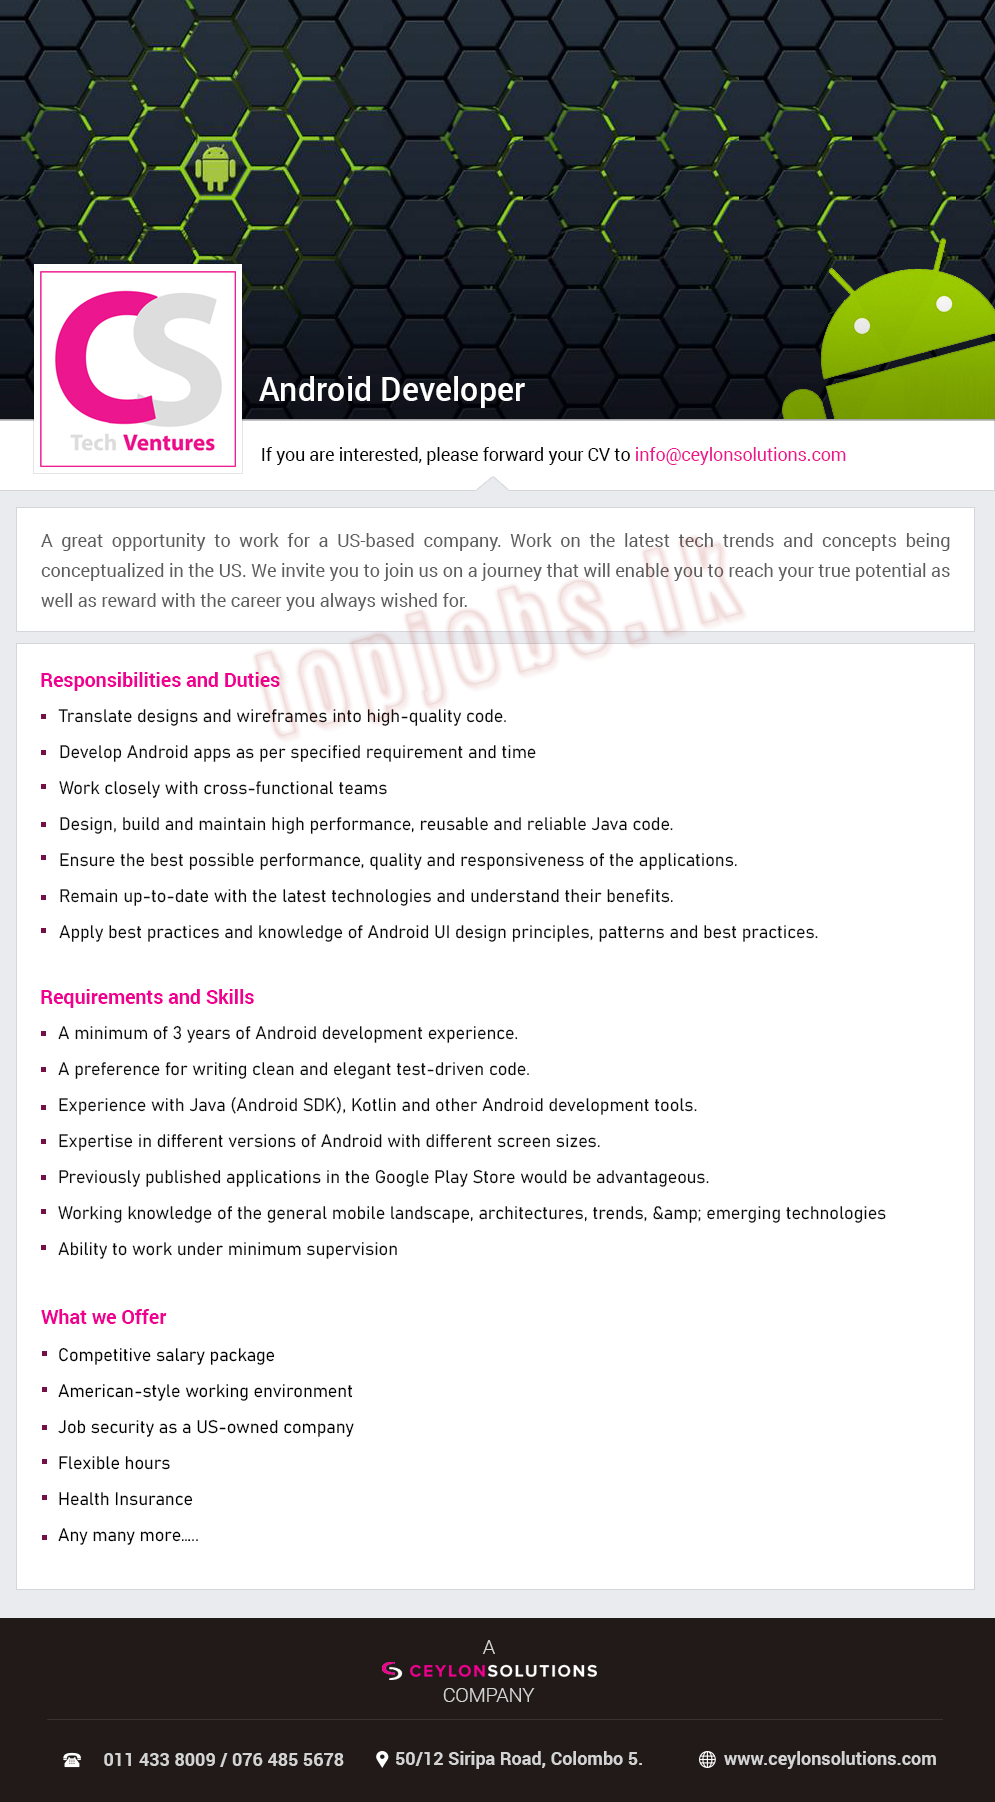 CS
Tech Ventures
Android Developer
If you are interested, please forward your CV to info@ceylonsolutions.com
A great opportunity to work for a US-based company. Work on the latest tech trends and concepts being
conceptualized in the US. We invite you to join us on a journey that will enable you to reach your true potential as
well as reward with the career you always wished for.
topjobs.lk
Responsibilities and Duties
Translate designs and wireframes into high-quality code.
Develop Android apps as per specified requirement and time
Work closely with cross-functional teams
Design, build and maintain high performance, reusable and reliable Java code.
Ensure the best possible performance, quality and responsiveness of the applications.
Remain up-to-date with the latest technologies and understand their benefits.
Apply best practices and knowledge of Android UI design principles, patterns and best practices.
Requirements and Skills
A minimum of 3 years of Android development experience.
A preference for writing clean and elegant test-driven code.
Experience with Java (Android SDK), Kotlin and other Android development tools.
Expertise in different versions of Android with different screen sizes.
Previously published applications in the Google Play Store would be advantageous.
Working knowledge of the general mobile landscape, architectures, trends, &amp; emerging technologies
Ability to work under minimum supervision
What we Offer
Competitive salary package
American-style working environment
Job security as a US-owned company
Flexible hours
Health Insurance
Any many more.....
A
CEYLONSOLUTIONS
COMPANY
011 433 8009 / 076 485 5678
50/12 Siripa Road, Colombo 5.
www.ceylonsolutions.com